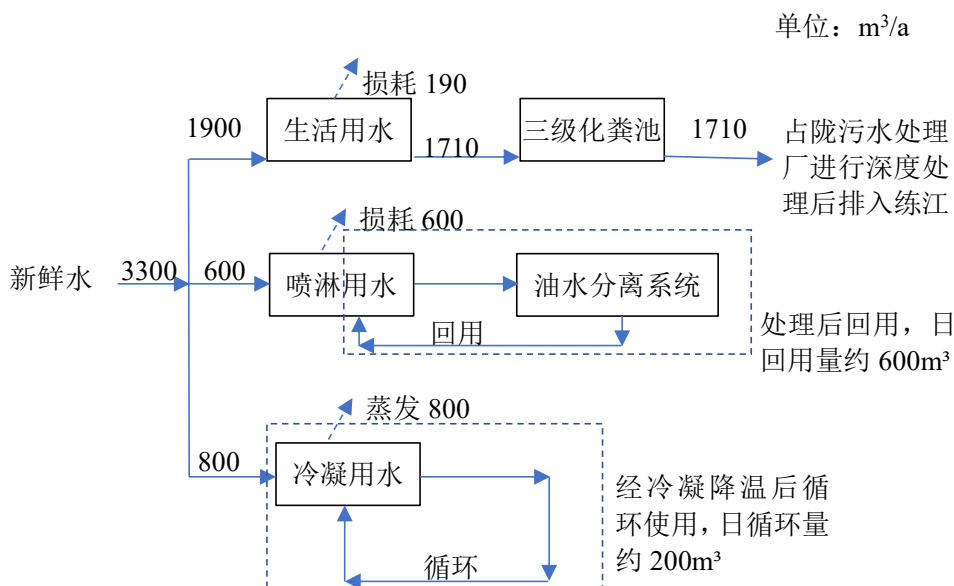 单位：m³/a
损耗 190
1900
生活用水
1710
三级化粪池
1710
占陇污水处理
厂进行深度处
理后排入练江
损耗 600
新鲜水
3300
600
喷淋用水
油水分离系统
回用
处理后回用，日
回用量约 600m³
蒸发 800
800
冷凝用水
经冷凝降温后循
环使用，日循环量
约 200m³
循环